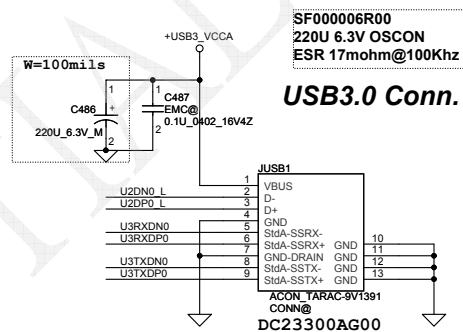 SF000006R00
220U 6.3V OSCON
ESR 17mohm@100Khz
+USB3_VCCA
W=100mils
USB3.0 Conn.
1
C486
+
220U_6.3V_M
2
1
C487
EMC@
0.1U_0402_16V4Z
2
JUSB1
1 VBUS
U2DN0_L 2 D-
U2DP0_L 3 D+
4 GND
U3RXDN0 5 StdA-SSRX-
U3RXDP0 6 StdA-SSRX+ GND 10
7 GND-DRAIN GND 11
U3TXDN0 8 StdA-SSTX- GND 12
U3TXDP0 9 StdA-SSTX+ GND 13
ACON_TARAC-9V1391
CONN@
DC23300AG00